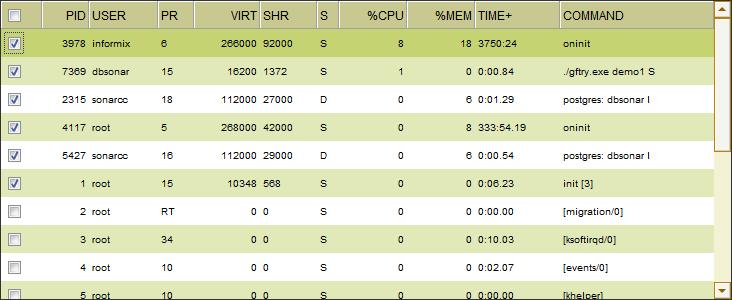 PID USER PR VIRT SHR S %CPU %MEM TIME+ COMMAND
3978 informix 6 266000 92000 S 8 18 3750:24 oninit
7369 dbsonar 15 16200 1372 S 1 0 0:00.84 ./gftry.exe demo1 S
2315 sonarcc 18 112000 27000 D 0 6 0:01.29 postgres: dbsonar I
4117 root 5 268000 42000 S 0 8 333:54.19 oninit
5427 sonarcc 16 112000 29000 D 0 6 0:00.54 postgres: dbsonar I
1 root 15 10348 568 S 0 0 0:06.23 init [3]
2 root RT 0 0 S 0 0 0:00.00 [migration/0]
3 root 34 0 0 S 0 0 0:10.03 [ksoftirqd/0]
4 root 10 0 0 S 0 0 0:02.07 [events/0]
5 root 10 0 0 S 0 0 0:00.00 [khelper]